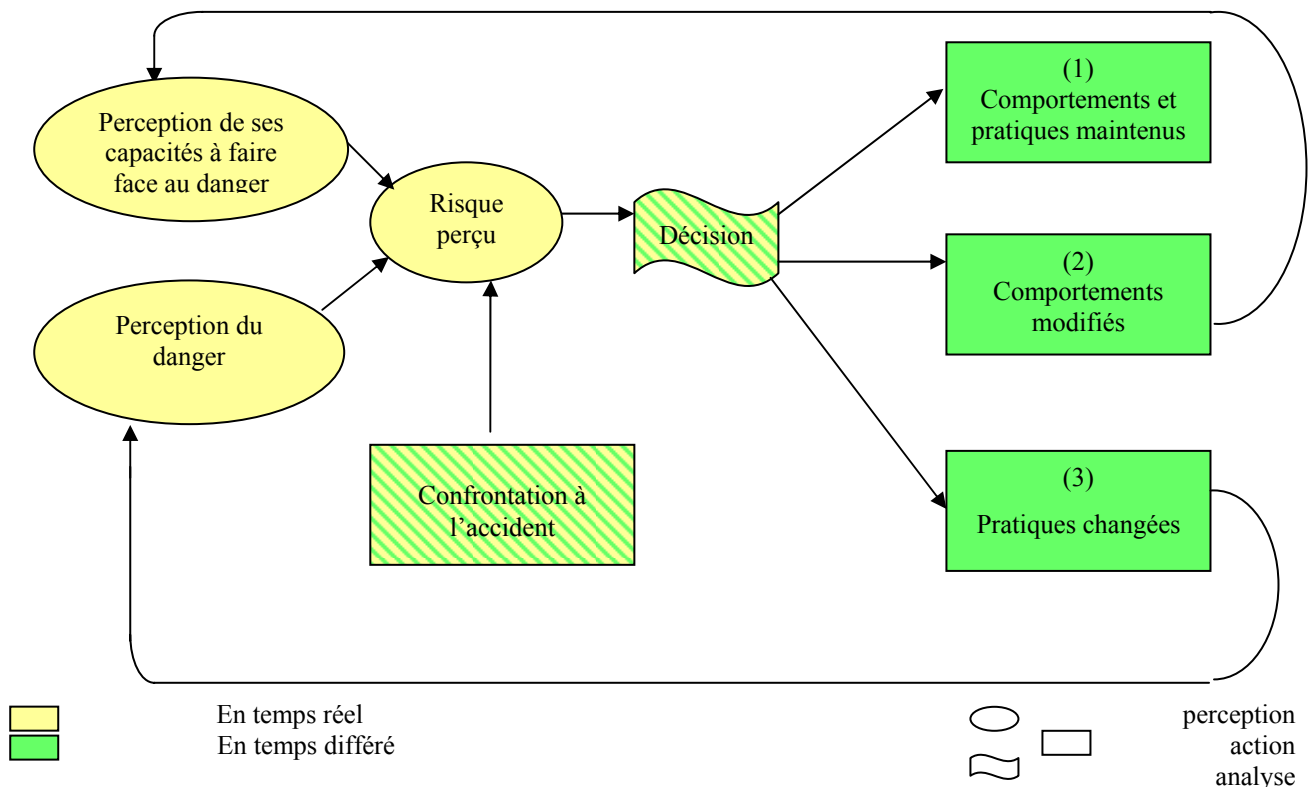 Perception de ses
capacités à faire
face au danger
Risque
perçu
Décision
(1)
Comportements et
pratiques maintenus
(2)
Comportements
modifiés
Perception du
danger
Confrontation à
l’accident
(3)
Pratiques changées
En temps réel
En temps différé
perception
action
analyse